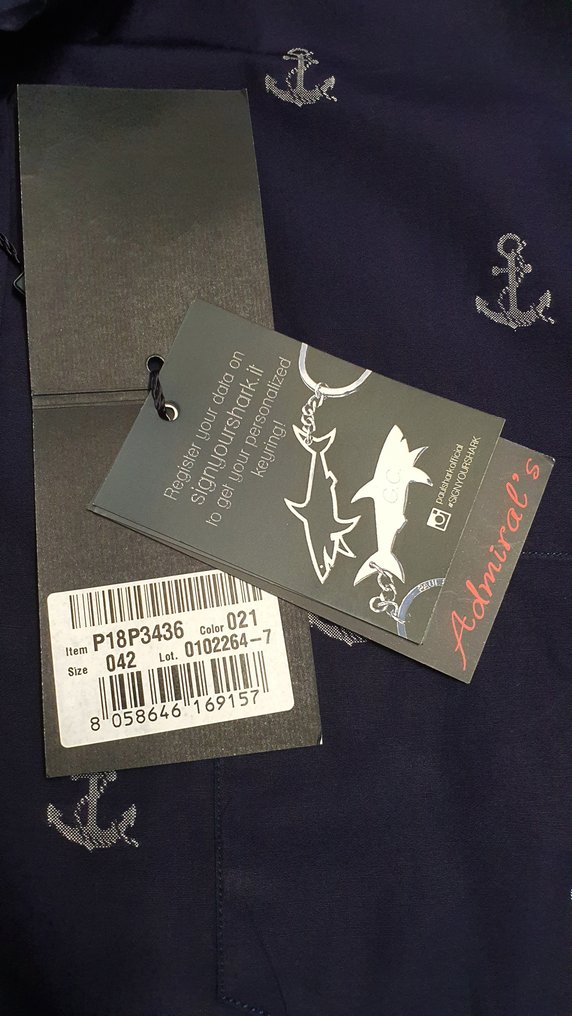 Register your data on
signyourshark.it
to get your personalized
keyring!
paulsharkofficial
#SIGNYOURSHARK
G.C.
PAUL
Admiral's
Item P18P3436 Color 021
Size 042 Lot. 0102264-7
8 058646 169157